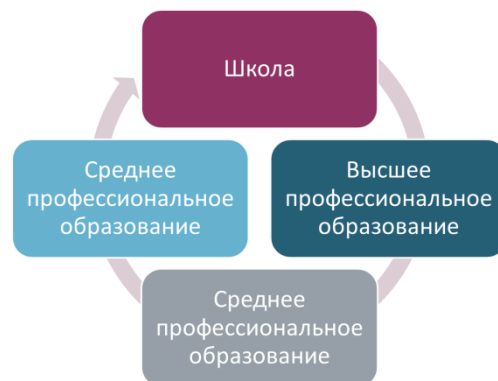 Школа
Среднее
профессиональное
образование
Высшее
профессиональное
образование
Среднее
профессиональное
образование